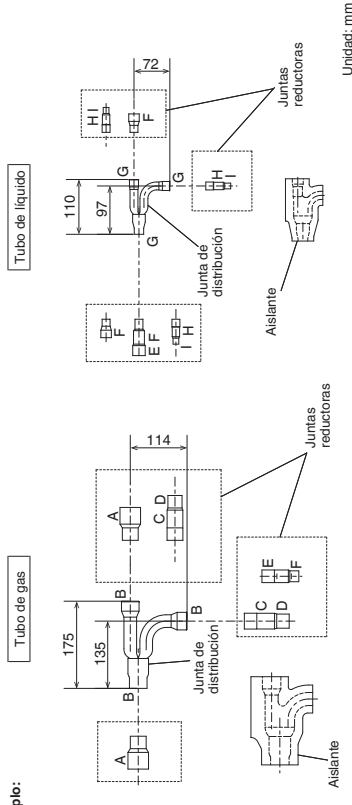 plo:
Tubo de gas
175
135
B
B
B
A
A
C D
114
Junta de
distribución
C
D
E
F
Juntas
reductoras
Aislante
Tubo de líquido
110
97
G
G
G
F
E F
I H
H I
F
72
Junta de
distribución
H
I
Juntas
reductoras
Aislante
Unidad: mm